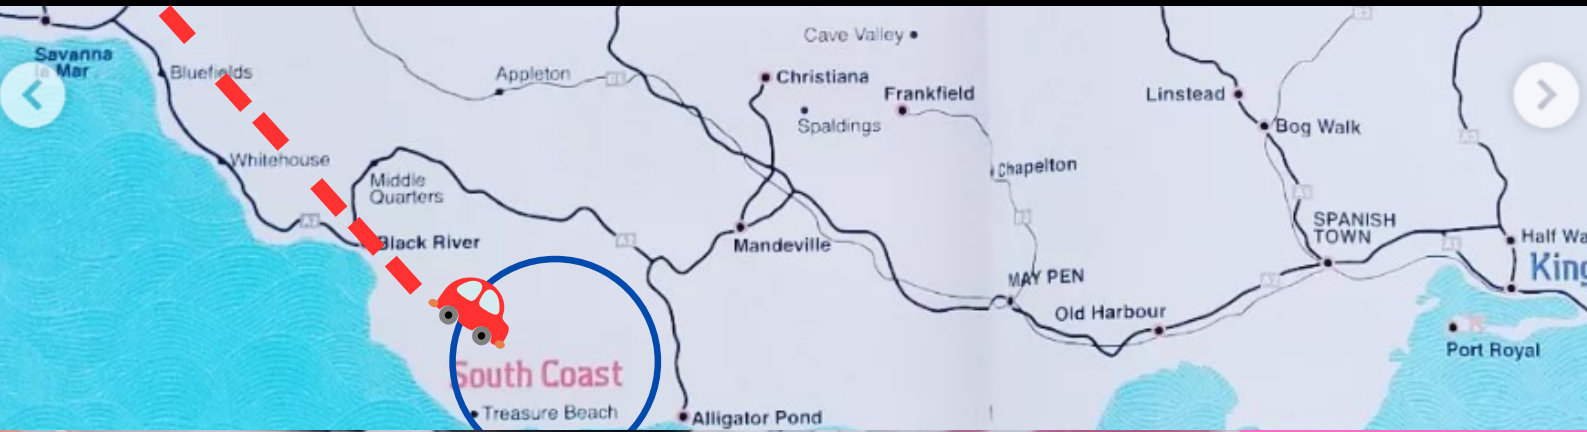 Cave Valley
Savanna
la Mar
Bluefields
Appleton
Christiana
Frankfield
Linstead
Spaldings
Bog Walk
Whitehouse
Middle
Quarters
Chapelton
SPANISH
TOWN
Black River
Mandeville
Half Wa
King
MAY PEN
Old Harbour
Port Royal
South Coast
Treasure Beach
Alligator Pond